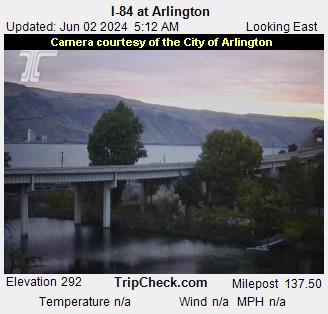 I-84 at Arlington
Updated: Jun 02 2024 5:12 AM Looking East
Camera courtesy of the City of Arlington
Elevation 292 TripCheck.com Milepost 137.50
Temperature n/a Wind n/a MPH n/a